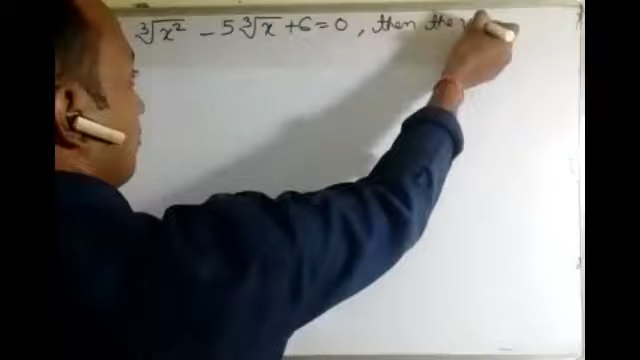 ∛x² – 5∛x + 6 = 0, then the